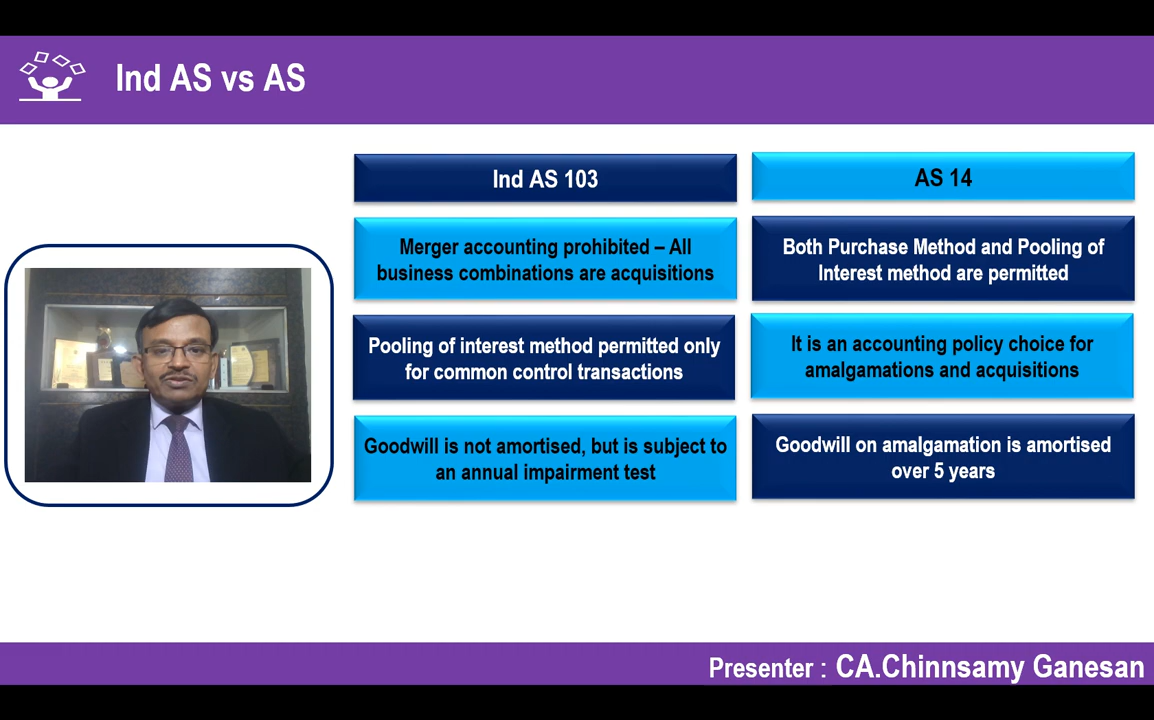 Ind AS vs AS
Ind AS 103
AS 14
Merger accounting prohibited – All
business combinations are acquisitions
Both Purchase Method and Pooling of
Interest method are permitted
Pooling of interest method permitted only
for common control transactions
It is an accounting policy choice for
amalgamations and acquisitions
Goodwill is not amortised, but is subject to
an annual impairment test
Goodwill on amalgamation is amortised
over 5 years
Presenter : CA.Chinnsamy Ganesan